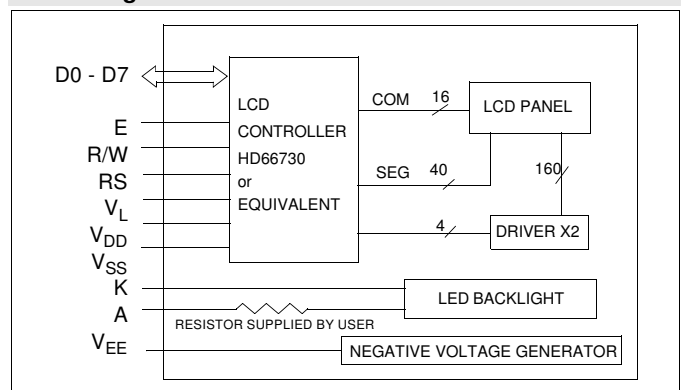 D0 - D7
E
R/W
RS
VL
VDD
VSS
K
A
VEE
LCD
CONTROLLER
HD66730
or
EQUIVALENT
COM 16
SEG 40
4
160
LCD PANEL
DRIVER X2
LED BACKLIGHT
RESISTOR SUPPLIED BY USER
NEGATIVE VOLTAGE GENERATOR